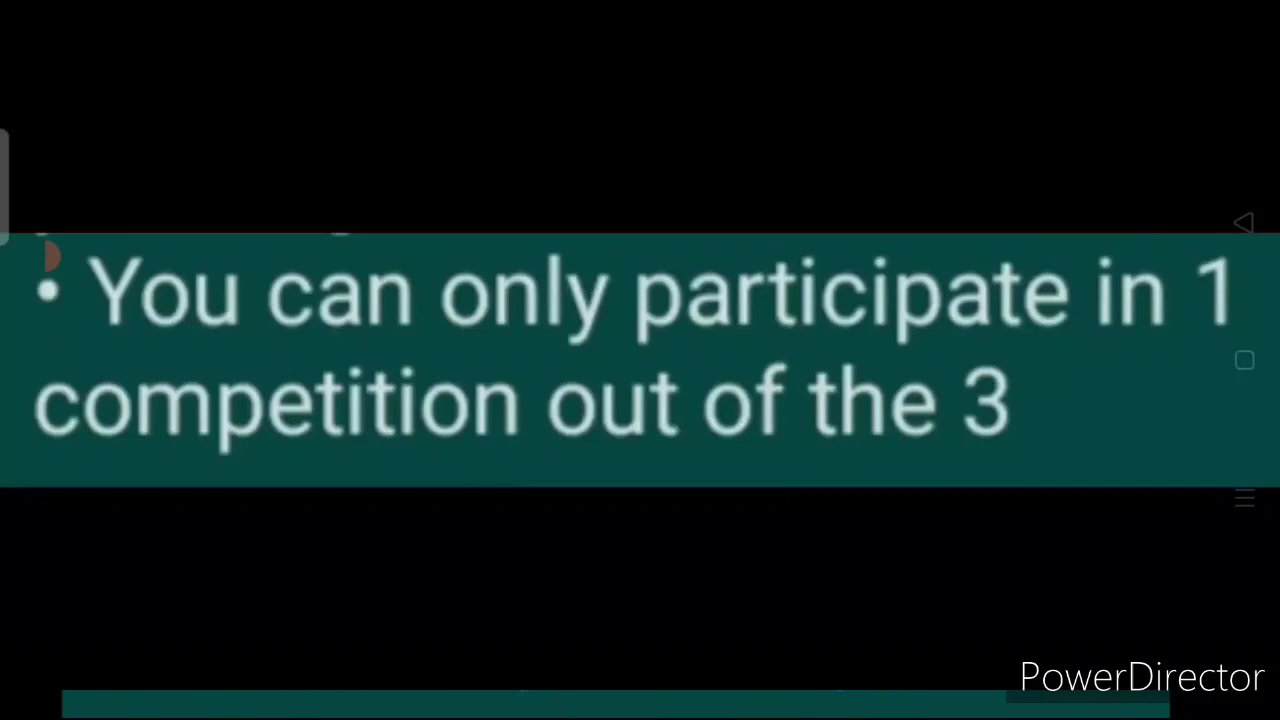 • You can only participate in 1
competition out of the 3
PowerDirector